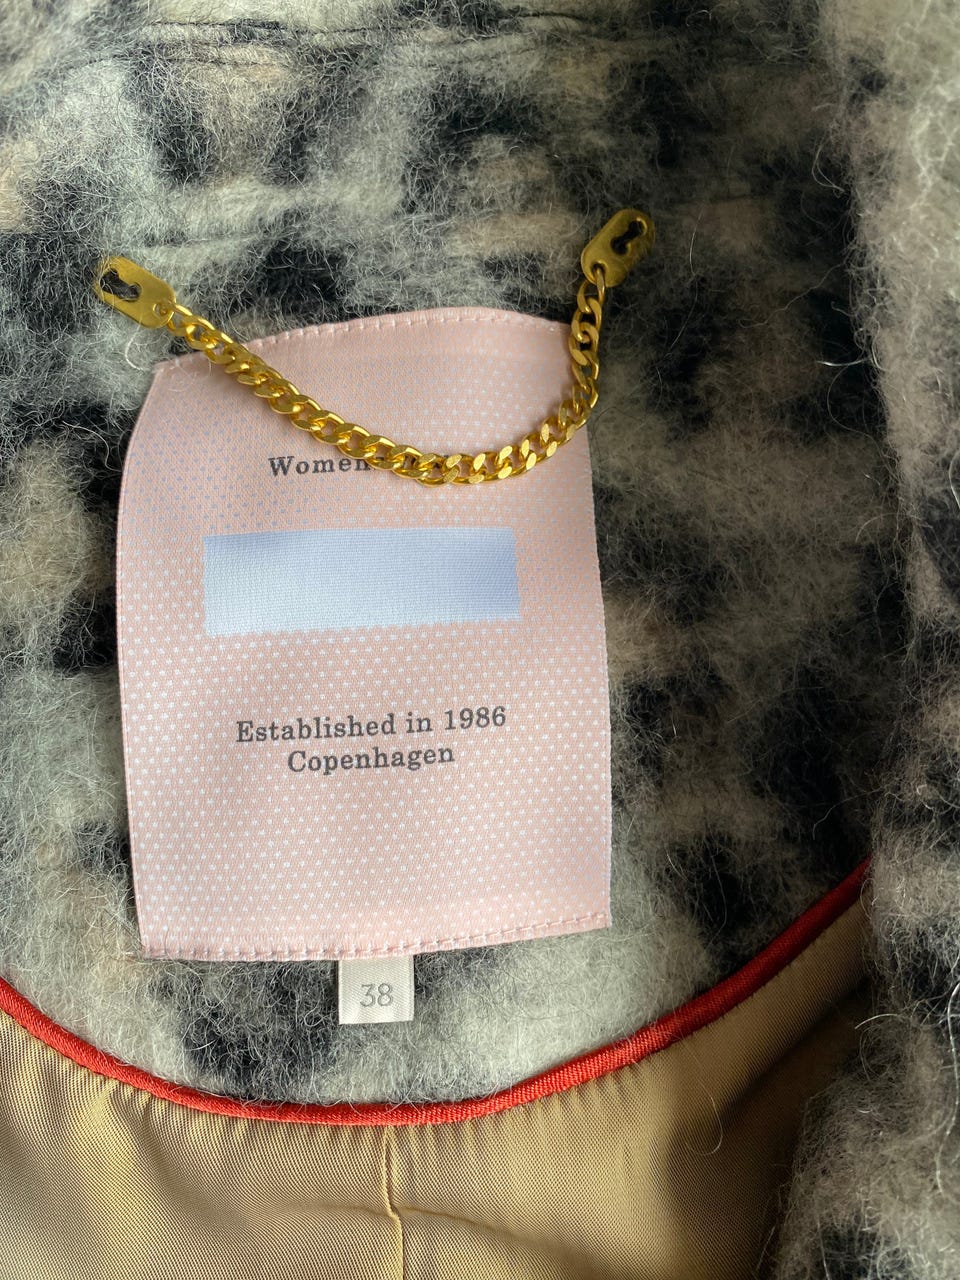 Women
Established in 1986
Copenhagen
38